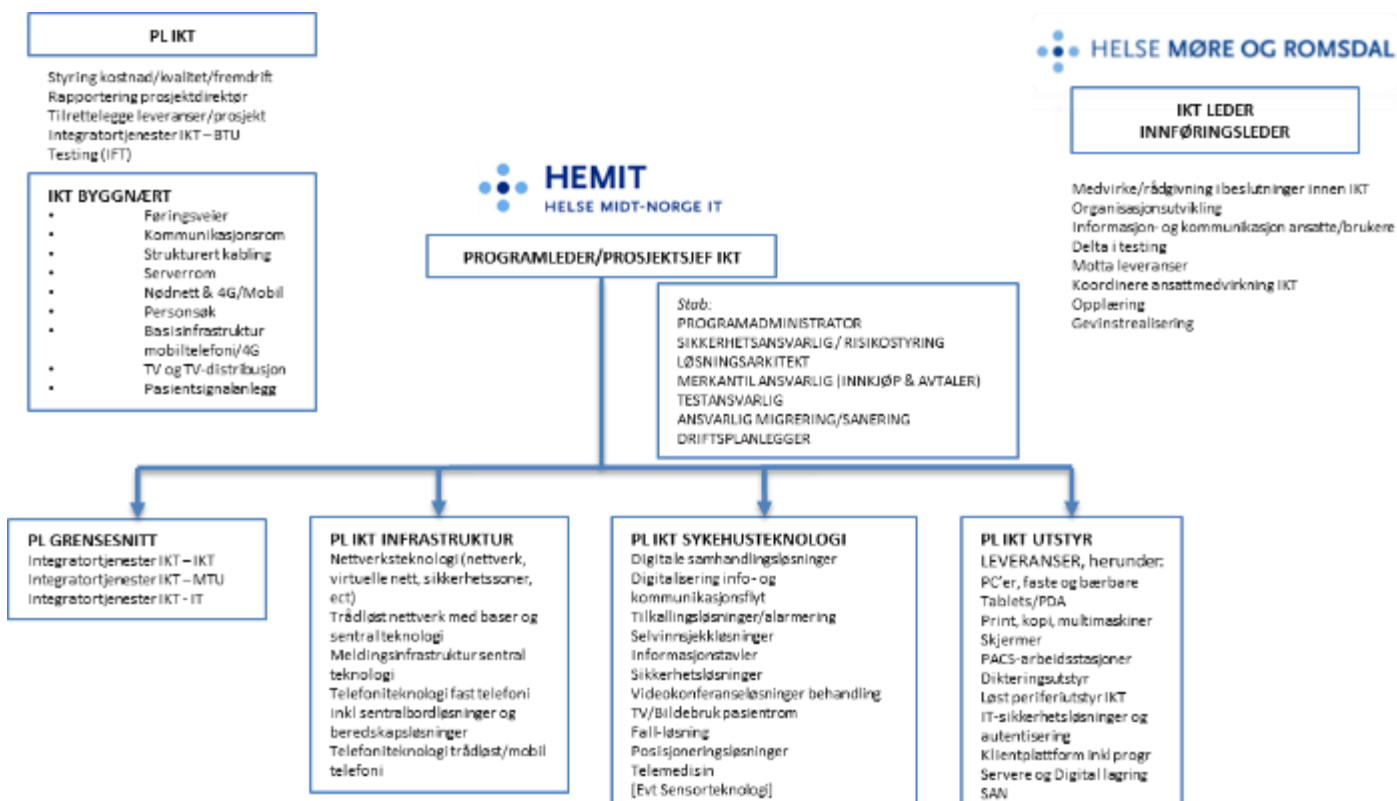 PL IKT
Styring kostnad/kvalitet/fremdrift
Rapportering prosjektdirektør
Tilrettelegge leveranser/prosjekt
Integratortjenester IKT – BTU
Testing (IFT)
IKT BYGGNÆRT
• Føringsveier
• Kommunikasjonsrom
• Strukturert kabling
• Serverrom
• Nødnett & 4G/Mobil
• Personsøk
• Basisinfrastruktur
mobiltelefoni/4G
• TV og TV-distribusjon
• Pasientsignalanlegg
HEMIT
HELSE MIDT-NORGE IT
PROGRAMLEDER/PROSJEKTSJEF IKT
Stab:
PROGRAMADMINISTRATOR
SIKKERHETSANSVARLIG / RISIKOSTYRING
LØSNINGSARKITEKT
MERKANTIL ANSVARLIG (INNKJØP & AVTALER)
TESTANSVARLIG
ANSVARLIG MIGRERING/SANERING
DRIFTSPLANLEGGER
HELSE MØRE OG ROMSDAL
IKT LEDER
INNFØRINGSLEDER
Medvirke/rådgivning i beslutninger innen IKT
Organisasjonsutvikling
Informasjon- og kommunikasjon ansatte/brukere
Delta i testing
Motta leveranser
Koordinere ansattmedvirkning IKT
Opplæring
Gevinstrealisering
PL GRENSESNITT
Integratortjenester IKT – IKT
Integratortjenester IKT – MTU
Integratortjenester IKT - IT
PL IKT INFRASTRUKTUR
Nettverksteknologi (nettverk,
virtuelle nett, sikkerhetssoner,
ect)
Trådløst nettverk med baser og
sentral teknologi
Meldingsinfrastruktur sentral
teknologi
Telefoniteknologi fast telefoni
inkl sentralbordløsninger og
beredskapsløsninger
Telefoniteknologi trådløst/mobil
telefoni
PL IKT SYKEHUSTEKNOLOGI
Digitale samhandlingsløsninger
Digitalisering info- og
kommunikasjonsflyt
Tilkallingsløsninger/alarmering
Selvinnsjekkløsninger
Informasjonstavler
Sikkerhetsløsninger
Videokonferanseløsninger behandling
TV/Bildebruk pasientrom
Fall-løsning
Posisjoneringsløsninger
Telemedisin
[Evt Sensorteknologi]
PL IKT UTSTYR
LEVERANSER, herunder:
PC'er, faste og bærbare
Tablets/PDA
Print, kopi, multimaskiner
Skjermer
PACS-arbeidsstasjoner
Dikteringsutstyr
Løst periferiutstyr IKT
IT-sikkerhetsløsninger og
autentisering
Klientplattform inkl progr
Servere og Digital lagring
SAN